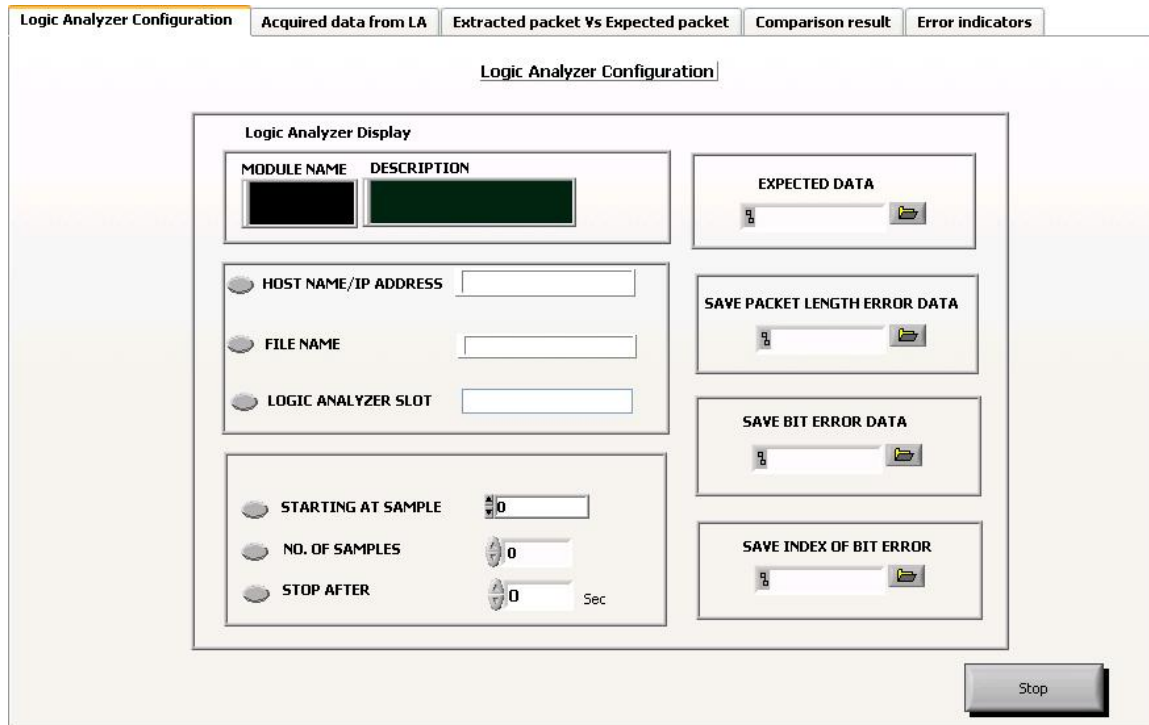 Logic Analyzer Configuration
Acquired data from LA
Extracted packet Vs Expected packet
Comparison result
Error indicators
Logic Analyzer Configuration
Logic Analyzer Display
MODULE NAME
DESCRIPTION
HOST NAME/IP ADDRESS
FILE NAME
LOGIC ANALYZER SLOT
STARTING AT SAMPLE
0
NO. OF SAMPLES
0
STOP AFTER
0
Sec
EXPECTED DATA
SAVE PACKET LENGTH ERROR DATA
SAVE BIT ERROR DATA
SAVE INDEX OF BIT ERROR
Stop